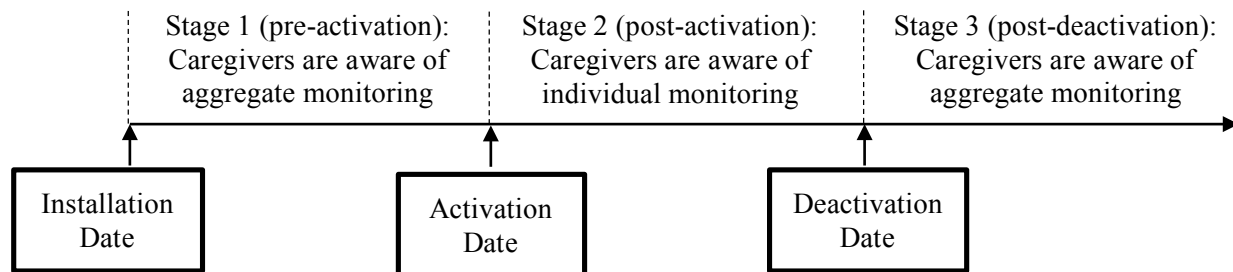 Stage 1 (pre-activation):
Caregivers are aware of
aggregate monitoring
Stage 2 (post-activation):
Caregivers are aware of
individual monitoring
Stage 3 (post-deactivation):
Caregivers are aware of
aggregate monitoring
Installation
Date
Activation
Date
Deactivation
Date